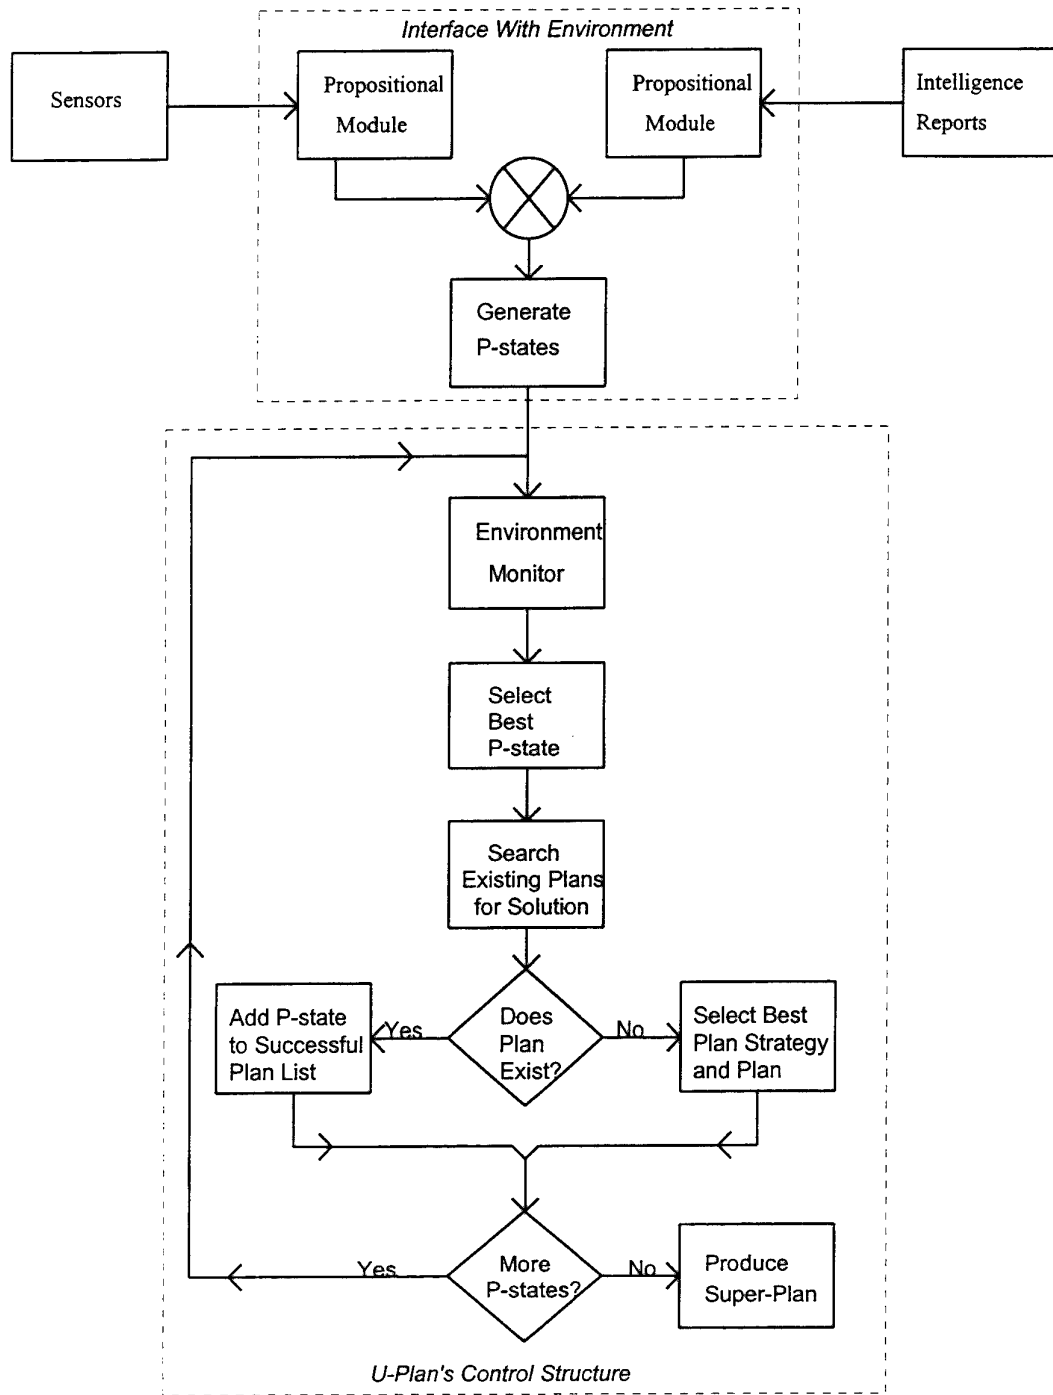 Interface With Environment
Sensors
Propositional
Module
Propositional
Module
Intelligence
Reports
Generate
P-states
Environment
Monitor
Select
Best
P-state
Search
Existing Plans
for Solution
Add P-state
to Successful
Plan List
Yes
Does
Plan
Exist?
No
Select Best
Plan Strategy
and Plan
Yes
More
P-states?
No
Produce
Super-Plan
U-Plan's Control Structure